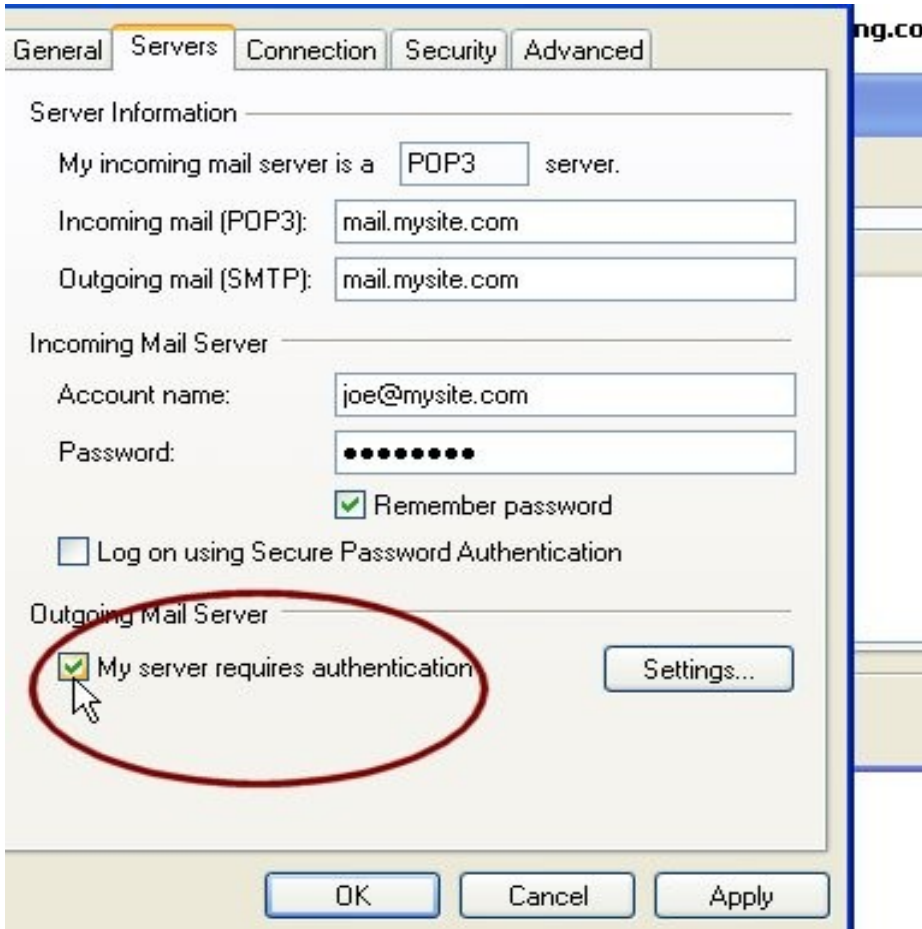 ng.co
General Servers Connection Security Advanced
Server Information
My incoming mail server is a POP3 server.
Incoming mail (POP3): mail.mysite.com
Outgoing mail (SMTP): mail.mysite.com
Incoming Mail Server
Account name: joe@mysite.com
Password: ●●●●●●●●
Remember password
Log on using Secure Password Authentication
Outgoing Mail Server
My server requires authentication Settings...
OK Cancel Apply